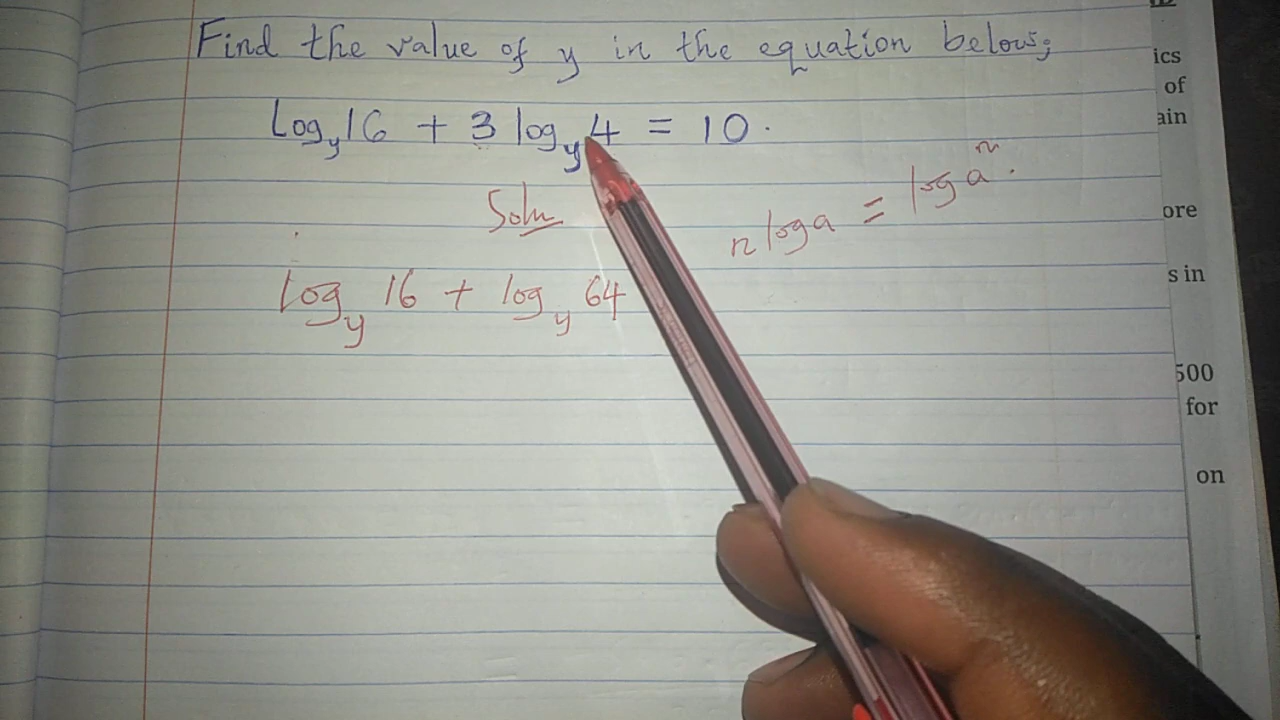 Find the value of y in the equation below;
Log_y 16 + 3 log_y 4 = 10.
Soln
n log a = log a^n.
log_y 16 + log_y 64
ics
of
ain
ore
s in
500
for
on